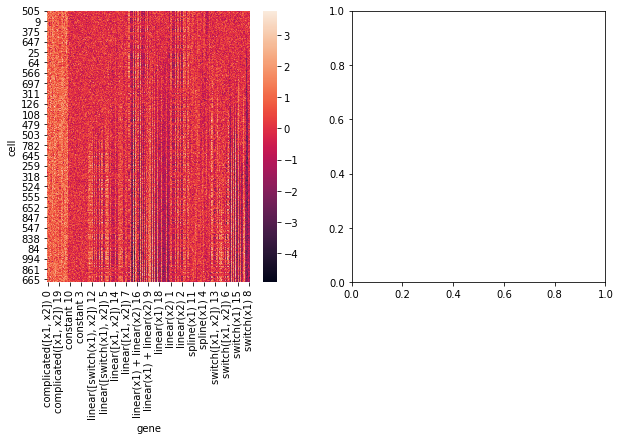 505
9
375
647
25
64
566
697
311
126
108
479
503
782
645
259
318
524
555
652
847
547
838
84
994
861
665
cell
complicated([x1, x2]) 0
complicated([x1, x2]) 19
constant 10
constant 3
linear([switch(x1), x2]) 12
linear([switch(x1), x2]) 5
linear([x1, x2]) 14
linear([x1, x2]) 7
linear(x1) + linear(x2) 16
linear(x1) + linear(x2) 9
linear(x1) 18
linear(x2) 1
linear(x2) 2
spline(x1) 11
spline(x1) 4
switch([x1, x2]) 13
switch([x1, x2]) 6
switch(x1) 15
switch(x1) 8
gene
3
2
1
0
−1
−2
−3
−4
1.0
0.8
0.6
0.4
0.2
0.0
0.0
0.2
0.4
0.6
0.8
1.0